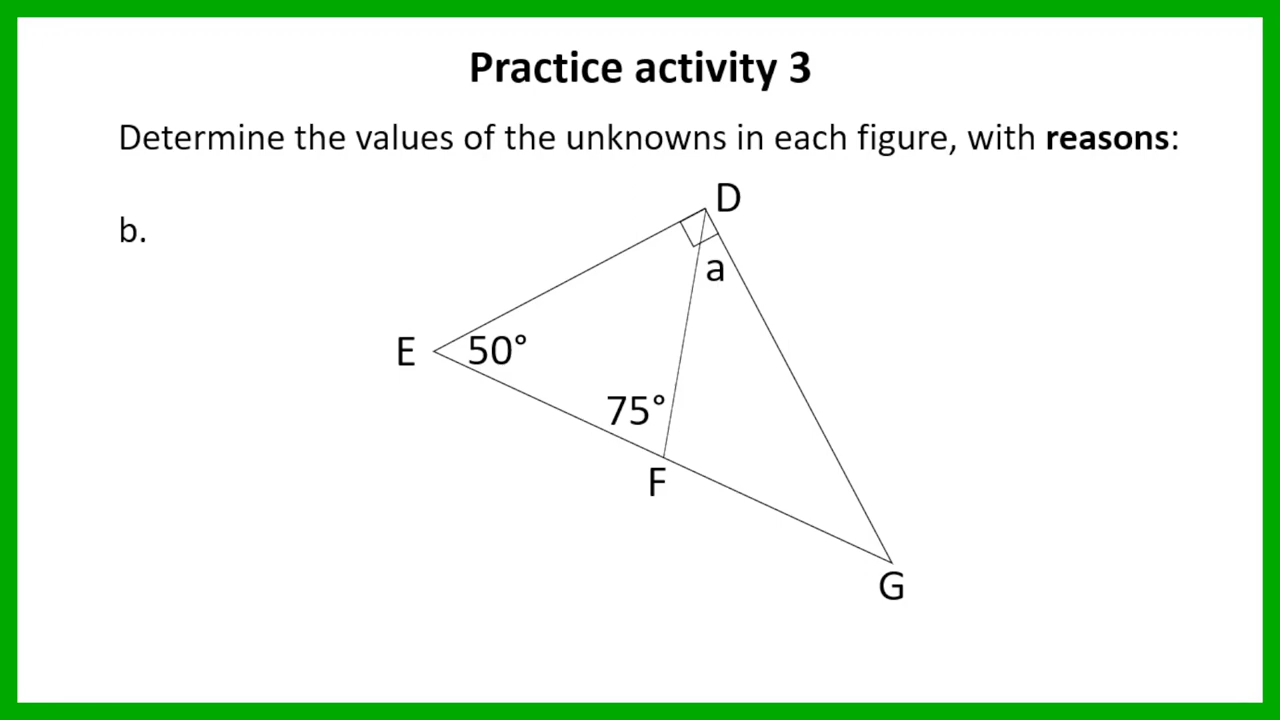 Practice activity 3
Determine the values of the unknowns in each figure, with reasons:
D
b.
a
E 50°
75°
F
G